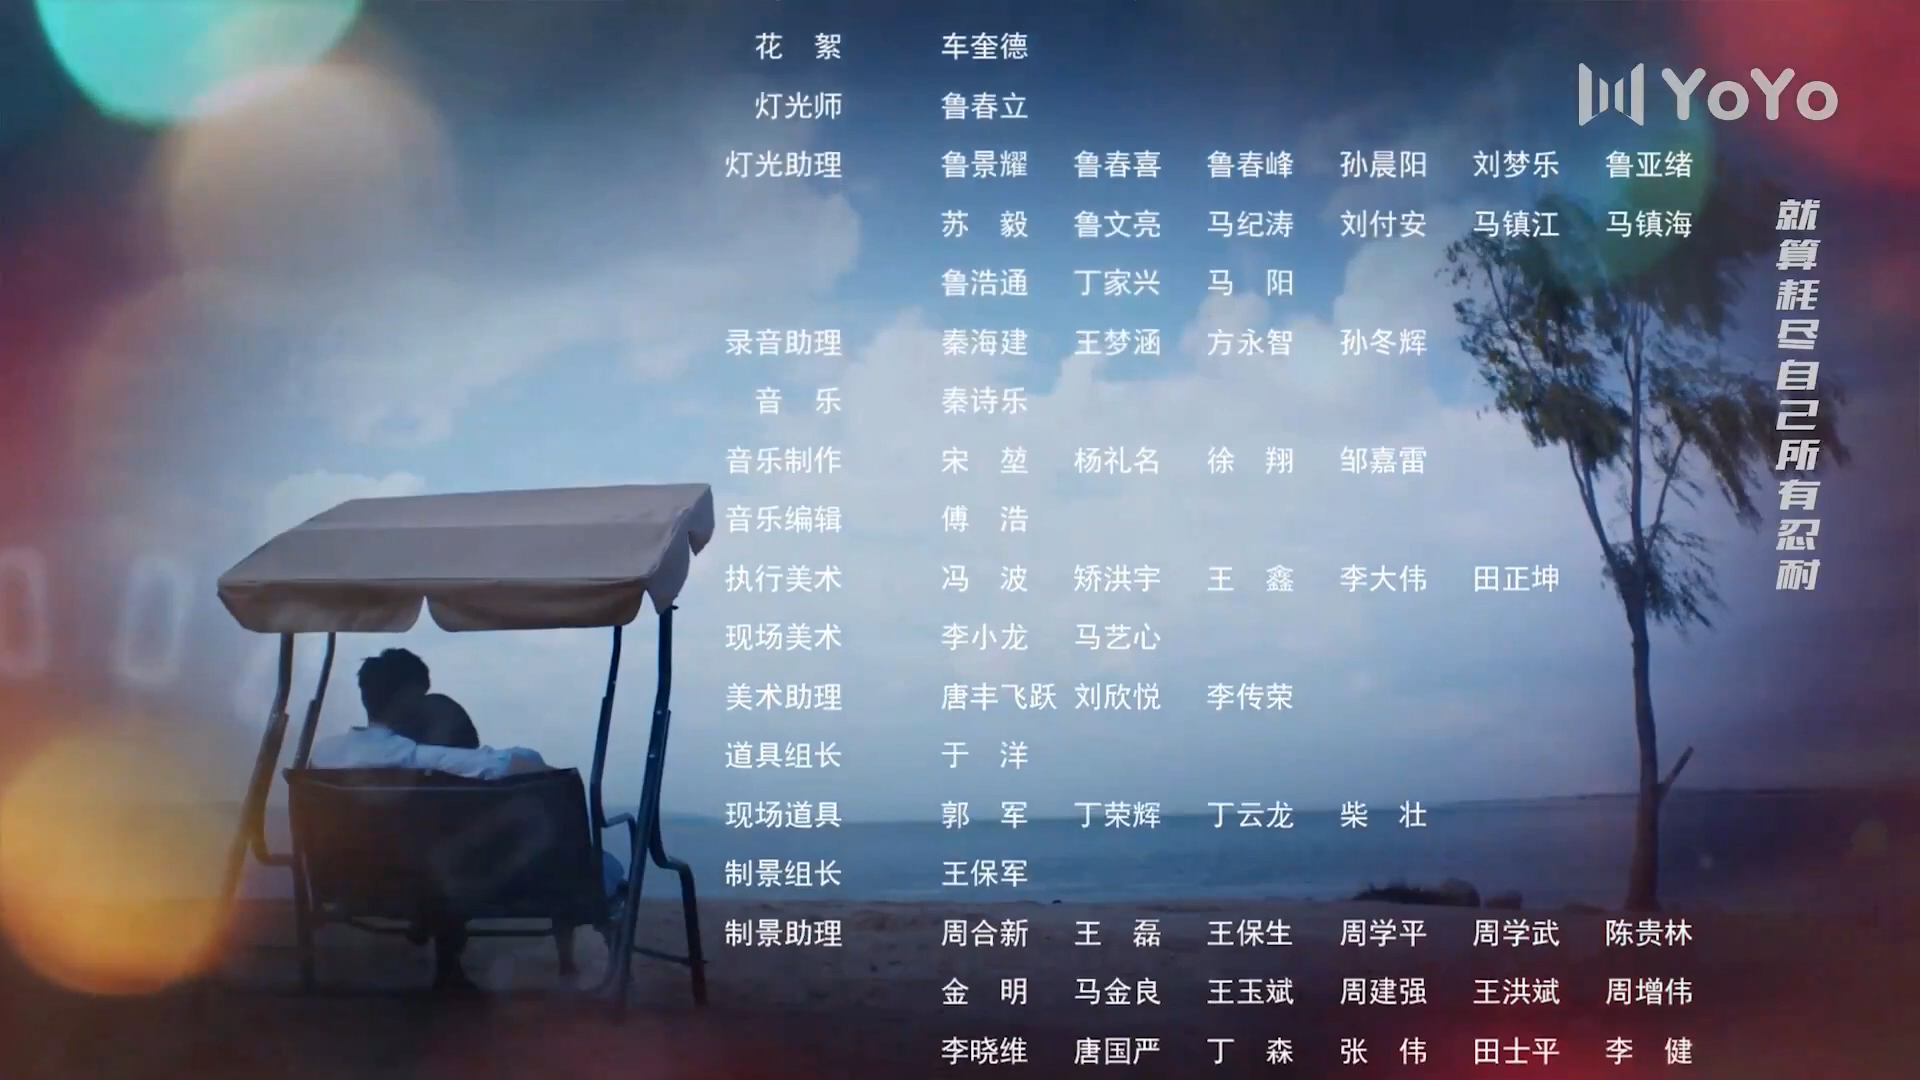 花　絮　车奎德
灯光师　鲁春立
灯光助理　鲁景耀　鲁春喜　鲁春峰　孙晨阳　刘梦乐　鲁亚绪
苏　毅　鲁文亮　马纪涛　刘付安　马镇江　马镇海
鲁浩通　丁家兴　马　阳
录音助理　秦海建　王梦涵　方永智　孙冬辉
音　乐　秦诗乐
音乐制作　宋　堃　杨礼名　徐　翔　邹嘉雷
音乐编辑　傅　浩
执行美术　冯　波　矫洪宇　王　鑫　李大伟　田正坤
现场美术　李小龙　马艺心
美术助理　唐丰飞跃　刘欣悦　李传荣
道具组长　于　洋
现场道具　郭　军　丁荣辉　丁云龙　柴　壮
制景组长　王保军
制景助理　周合新　王　磊　王保生　周学平　周学武　陈贵林
金　明　马金良　王玉斌　周建强　王洪斌　周增伟
李晓维　唐国严　丁　森　张　伟　田士平　李　健
YoYo
就算耗尽自己所有忍耐